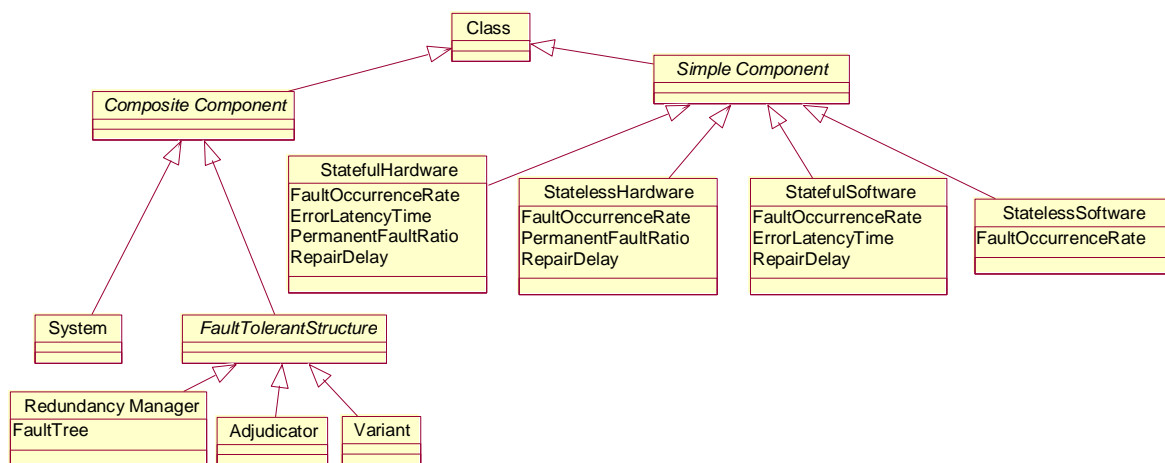 Class
Simple Component
Composite Component
StatefulHardware
FaultOccurrenceRate
ErrorLatencyTime
PermanentFaultRatio
RepairDelay
StatelessHardware
FaultOccurrenceRate
PermanentFaultRatio
RepairDelay
StatefulSoftware
FaultOccurrenceRate
ErrorLatencyTime
RepairDelay
StatelessSoftware
FaultOccurrenceRate
System
FaultTolerantStructure
Redundancy Manager
FaultTree
Adjudicator
Variant